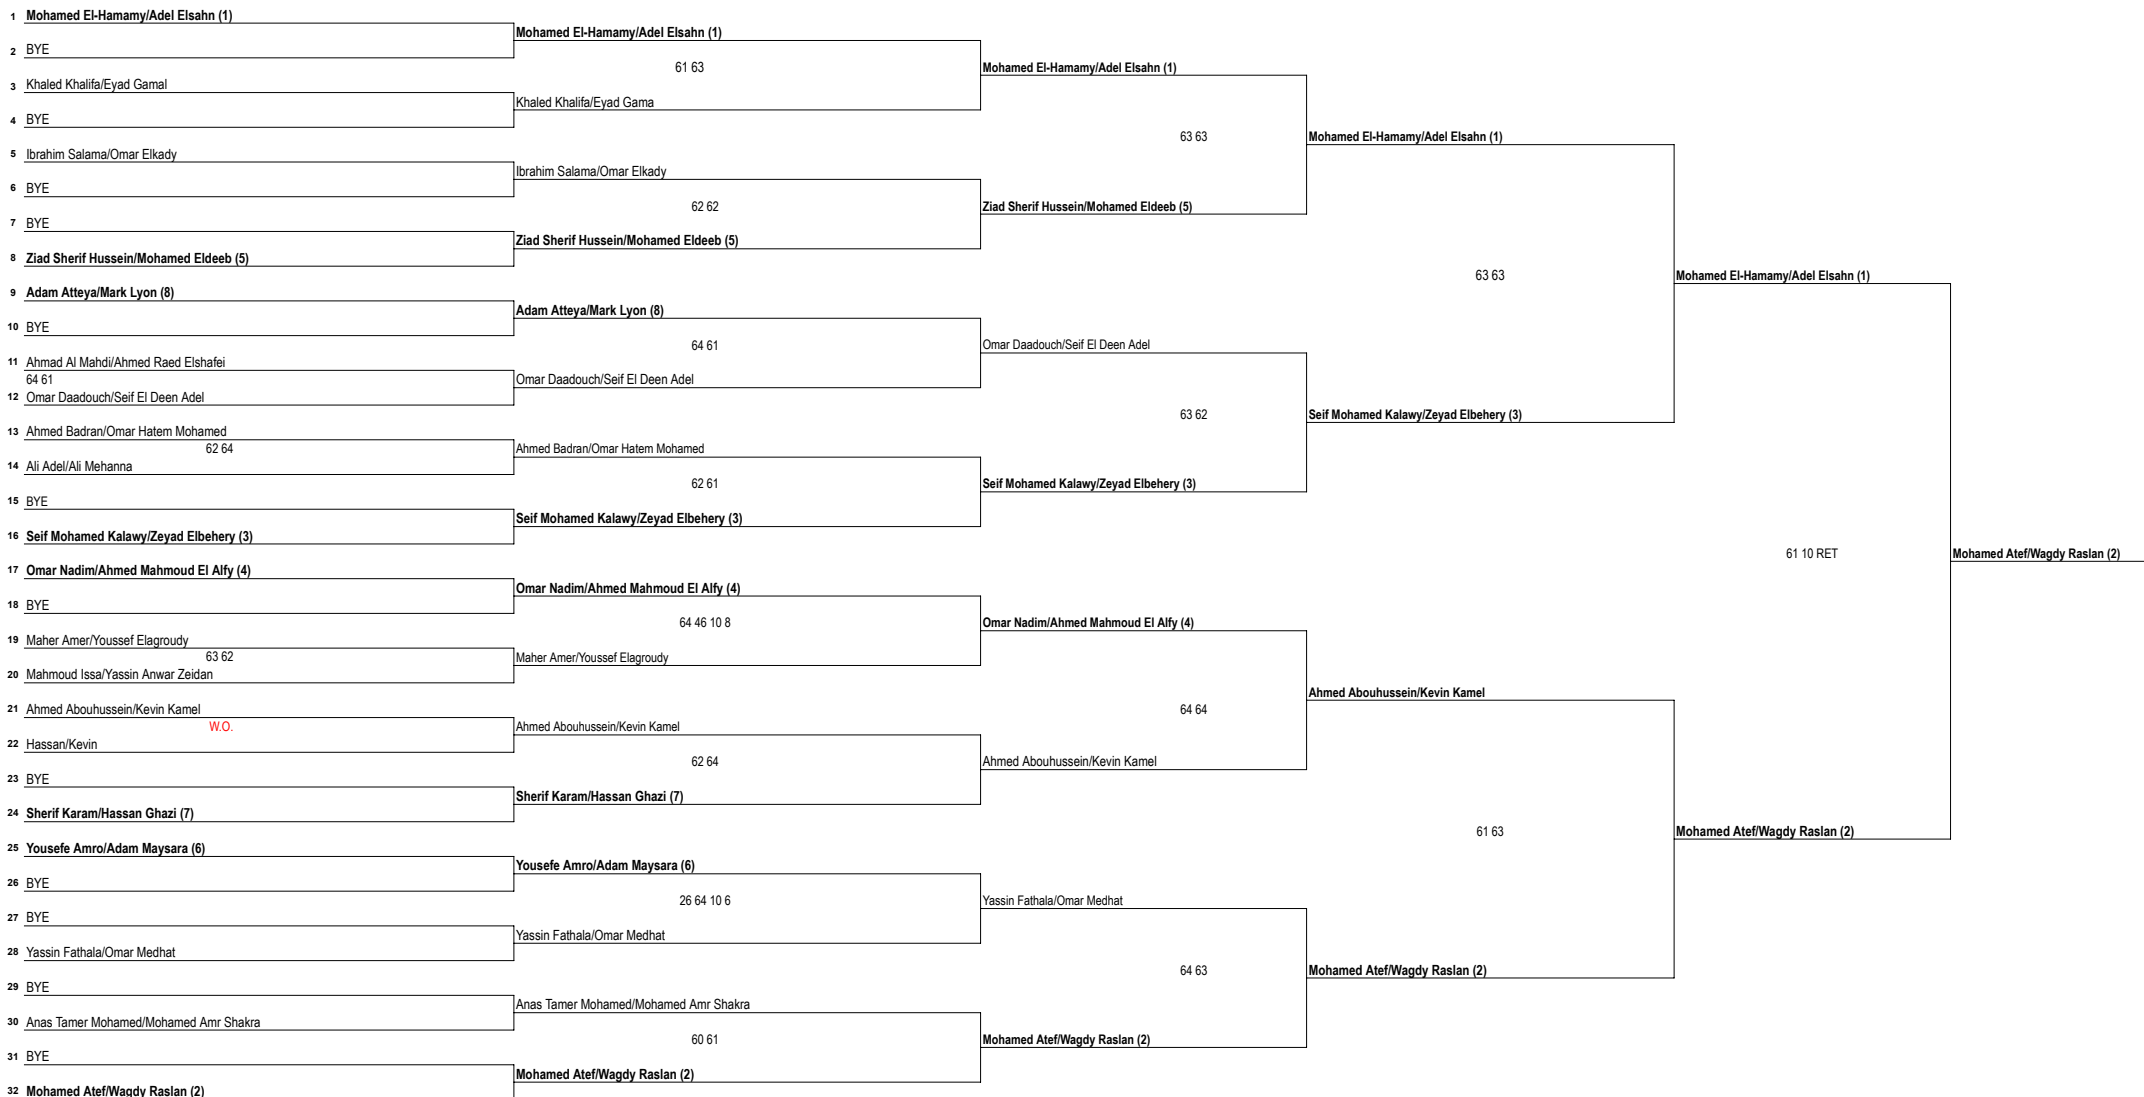 1 Mohamed El-Hamamy/Adel Elsahn (1)
Mohamed El-Hamamy/Adel Elsahn (1)
2 BYE
61 63
Mohamed El-Hamamy/Adel Elsahn (1)
3 Khaled Khalifa/Eyad Gamal
Khaled Khalifa/Eyad Gama
4 BYE
63 63
Mohamed El-Hamamy/Adel Elsahn (1)
5 Ibrahim Salama/Omar Elkady
Ibrahim Salama/Omar Elkady
6 BYE
62 62
Ziad Sherif Hussein/Mohamed Eldeeb (5)
7 BYE
Ziad Sherif Hussein/Mohamed Eldeeb (5)
8 Ziad Sherif Hussein/Mohamed Eldeeb (5)
63 63
Mohamed El-Hamamy/Adel Elsahn (1)
9 Adam Atteya/Mark Lyon (8)
Adam Atteya/Mark Lyon (8)
10 BYE
64 61
Omar Daadouch/Seif El Deen Adel
11 Ahmad Al Mahdi/Ahmed Raed Elshafei
64 61
Omar Daadouch/Seif El Deen Adel
12 Omar Daadouch/Seif El Deen Adel
63 62
Seif Mohamed Kalawy/Zeyad Elbehery (3)
13 Ahmed Badran/Omar Hatem Mohamed
62 64
Ahmed Badran/Omar Hatem Mohamed
14 Ali Adel/Ali Mehanna
62 61
Seif Mohamed Kalawy/Zeyad Elbehery (3)
15 BYE
Seif Mohamed Kalawy/Zeyad Elbehery (3)
16 Seif Mohamed Kalawy/Zeyad Elbehery (3)
61 10 RET
Mohamed Atef/Wagdy Raslan (2)
17 Omar Nadim/Ahmed Mahmoud El Alfy (4)
Omar Nadim/Ahmed Mahmoud El Alfy (4)
18 BYE
64 46 10 8
Omar Nadim/Ahmed Mahmoud El Alfy (4)
19 Maher Amer/Youssef Elagroudy
63 62
Maher Amer/Youssef Elagroudy
20 Mahmoud Issa/Yassin Anwar Zeidan
Ahmed Abouhussein/Kevin Kamel
21 Ahmed Abouhussein/Kevin Kamel
64 64
W.O.
Ahmed Abouhussein/Kevin Kamel
22 Hassan/Kevin
62 64
Ahmed Abouhussein/Kevin Kamel
23 BYE
Sherif Karam/Hassan Ghazi (7)
24 Sherif Karam/Hassan Ghazi (7)
61 63
Mohamed Atef/Wagdy Raslan (2)
25 Yousefe Amro/Adam Maysara (6)
Yousefe Amro/Adam Maysara (6)
26 BYE
26 64 10 6
Yassin Fathala/Omar Medhat
27 BYE
Yassin Fathala/Omar Medhat
28 Yassin Fathala/Omar Medhat
64 63
Mohamed Atef/Wagdy Raslan (2)
29 BYE
Anas Tamer Mohamed/Mohamed Amr Shakra
30 Anas Tamer Mohamed/Mohamed Amr Shakra
60 61
Mohamed Atef/Wagdy Raslan (2)
31 BYE
Mohamed Atef/Wagdy Raslan (2)
32 Mohamed Atef/Wagdy Raslan (2)